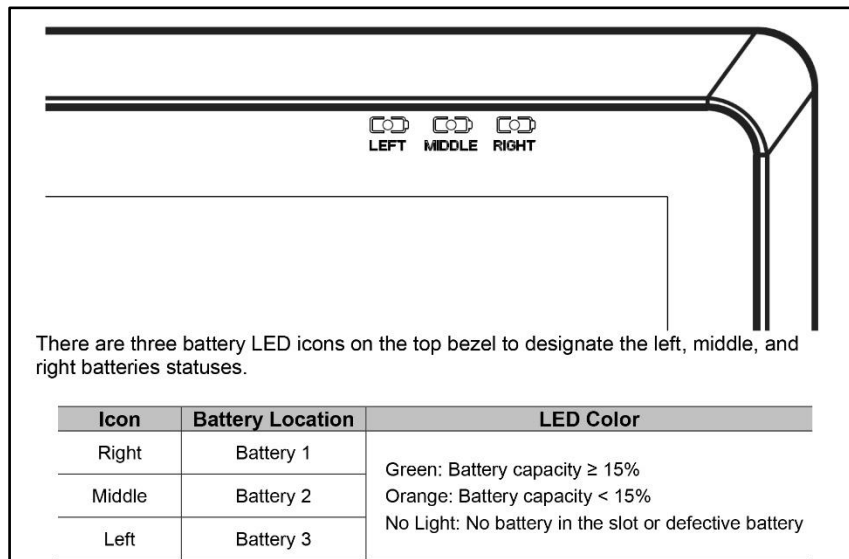 LEFT MIDDLE RIGHT
There are three battery LED icons on the top bezel to designate the left, middle, and
right batteries statuses.
Icon Battery Location LED Color
Right Battery 1
Middle Battery 2
Left Battery 3
Green: Battery capacity ≥ 15%
Orange: Battery capacity < 15%
No Light: No battery in the slot or defective battery